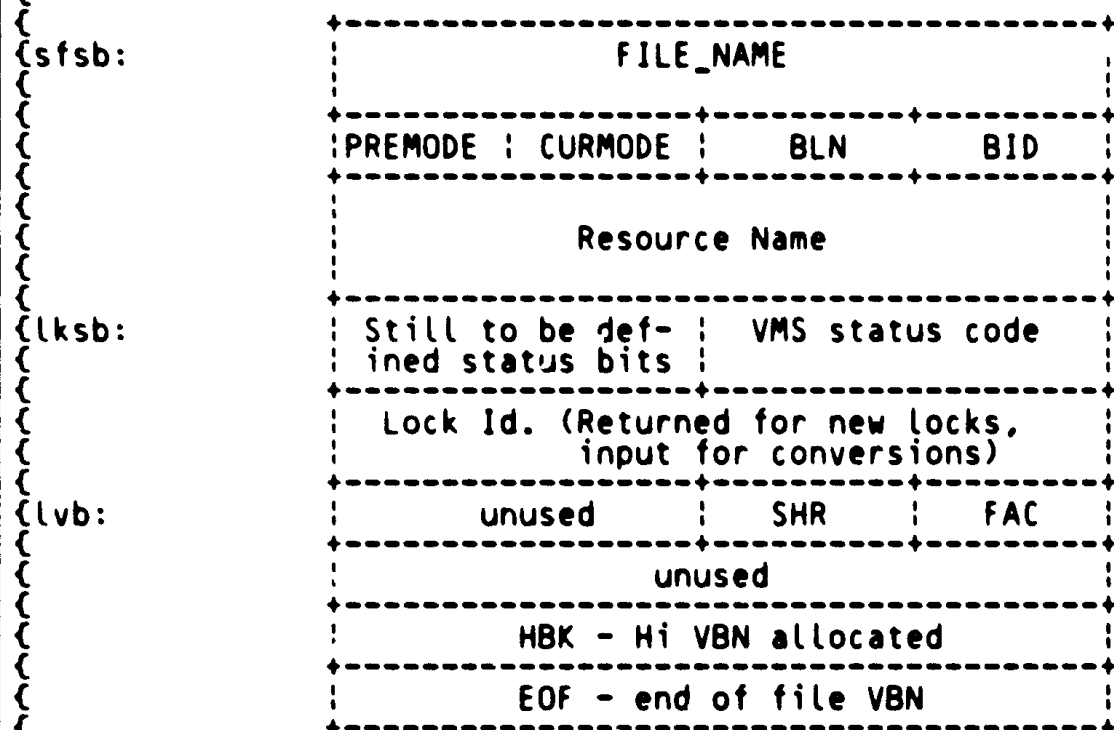 {
{ +-----------------------------------+
{sfsb: | FILE_NAME |
{ |                                   |
{ +----------------+---------+---------+
{ |PREMODE | CURMODE | BLN BID |
{ +----------------+---------+---------+
{
{ | Resource Name |
{
{ +-----------------------------------+
{lksb: | Still to be def- | VMS status code |
{ | ined status bits | |
{ +----------------+------------------+
{ | Lock Id. (Returned for new locks, |
{ | input for conversions) |
{ +----------------+---------+---------+
{lvb: | unused | SHR | FAC |
{ +----------------+---------+---------+
{ | unused |
{ +-----------------------------------+
{ | HBK - Hi VBN allocated |
{ +-----------------------------------+
{ | EOF - end of file VBN |
{ +-----------------------------------+